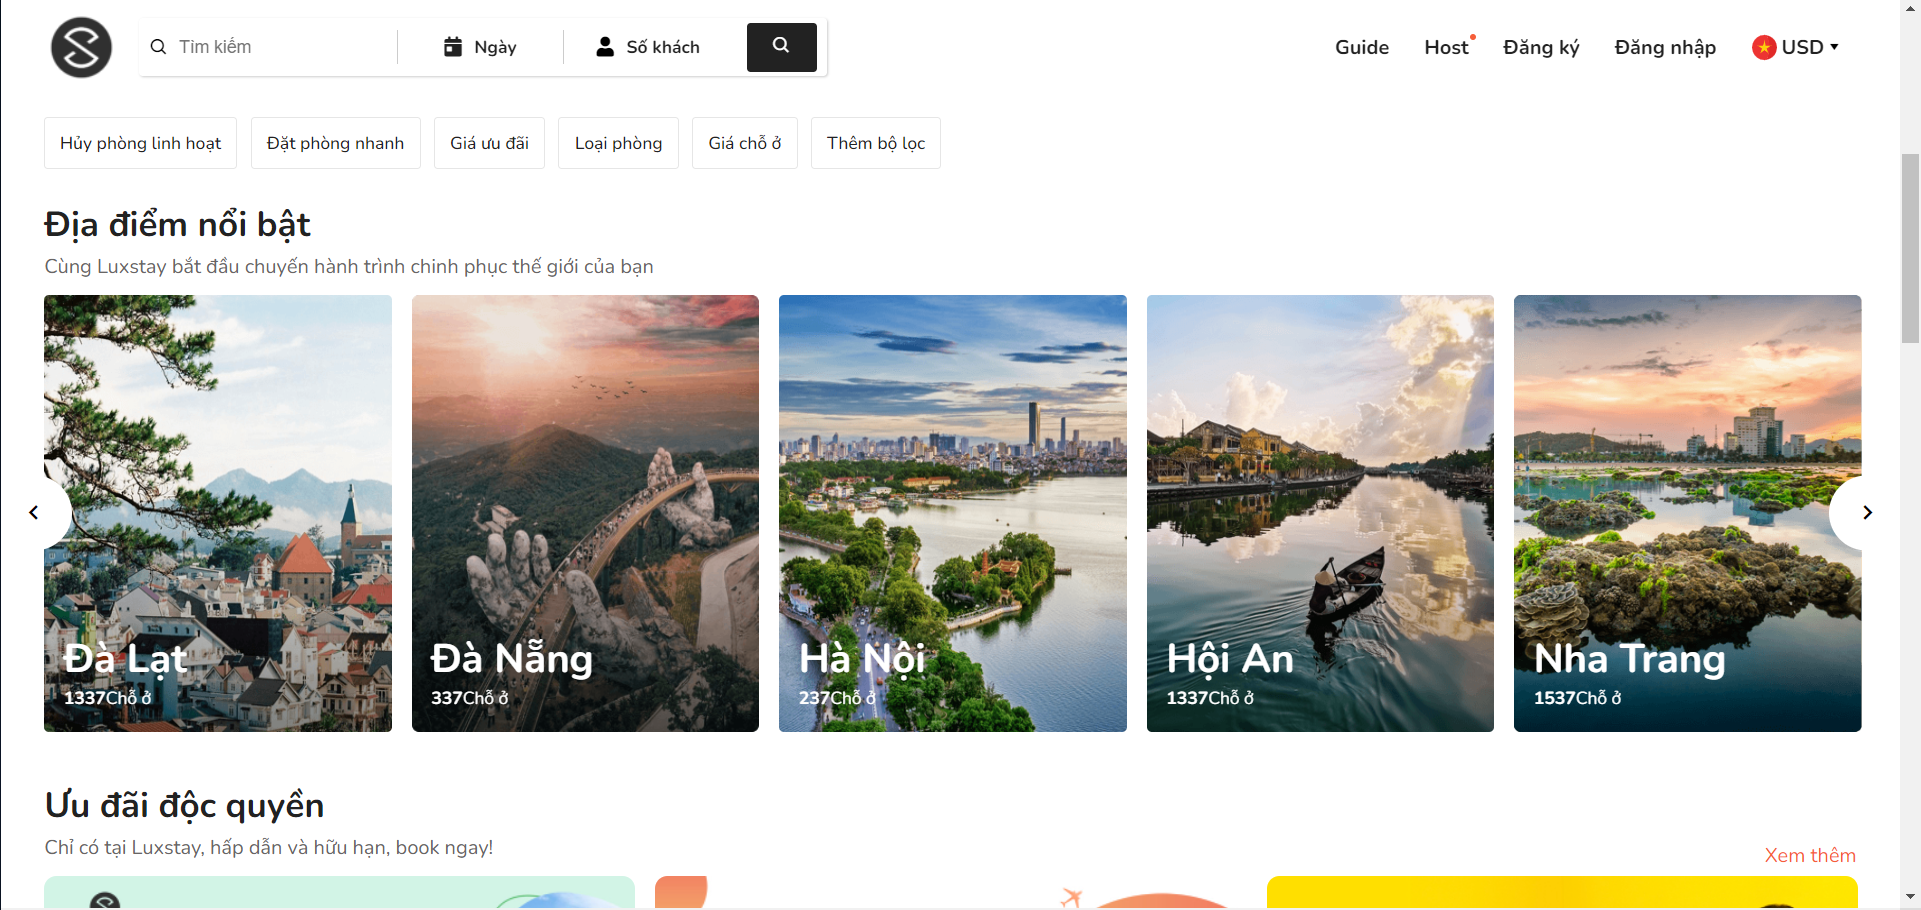 Tìm kiếm
Ngày
Số khách
Guide
Host
Đăng ký
Đăng nhập
USD
Hủy phòng linh hoạt
Đặt phòng nhanh
Giá ưu đãi
Loại phòng
Giá chỗ ở
Thêm bộ lọc
Địa điểm nổi bật
Cùng Luxstay bắt đầu chuyến hành trình chinh phục thế giới của bạn
Đà Lạt
1337Chỗ ở
Đà Nẵng
337Chỗ ở
Hà Nội
237Chỗ ở
Hội An
1337Chỗ ở
Nha Trang
1537Chỗ ở
Ưu đãi độc quyền
Chỉ có tại Luxstay, hấp dẫn và hữu hạn, book ngay!
Xem thêm